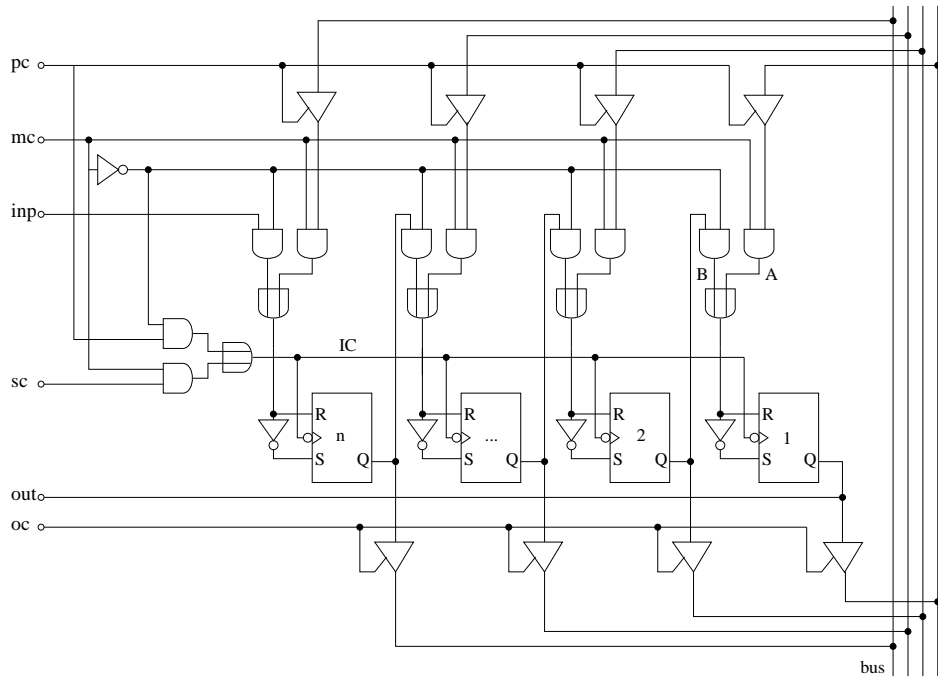 pc
mc
inp
B A
IC
sc
R R R R
n ... 2 1
S Q S Q S Q S Q
out
oc
bus